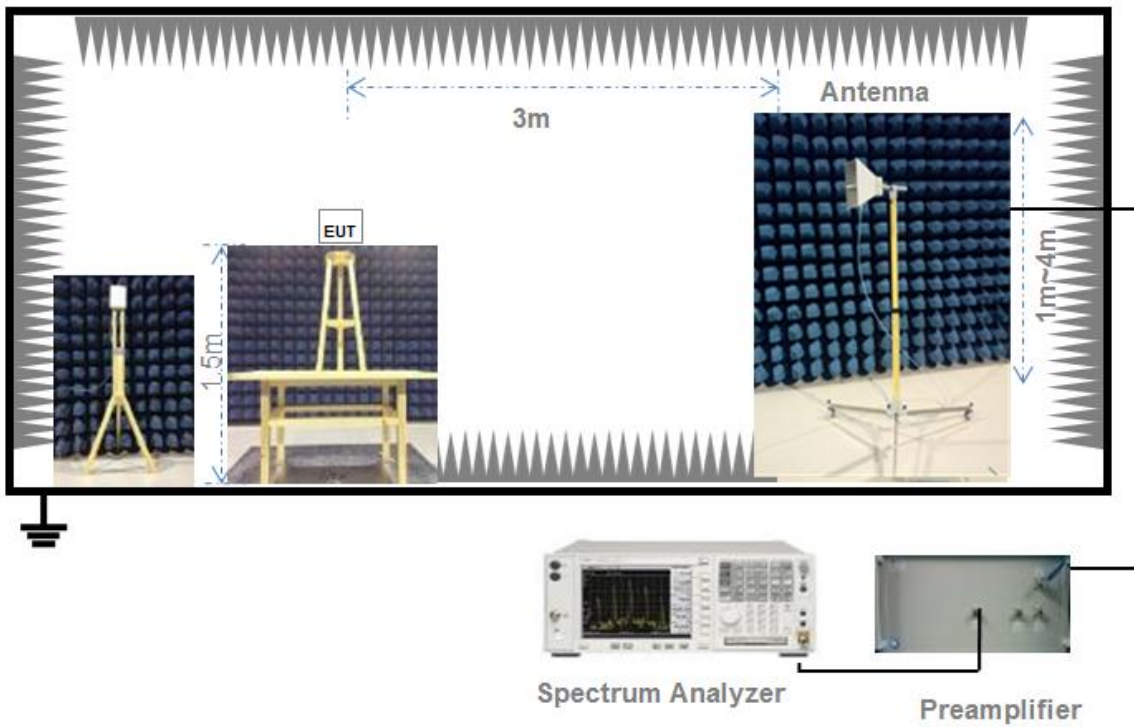 Antenna
3m
EUT
1.5m
1m~4m
Spectrum Analyzer
Preamplifier